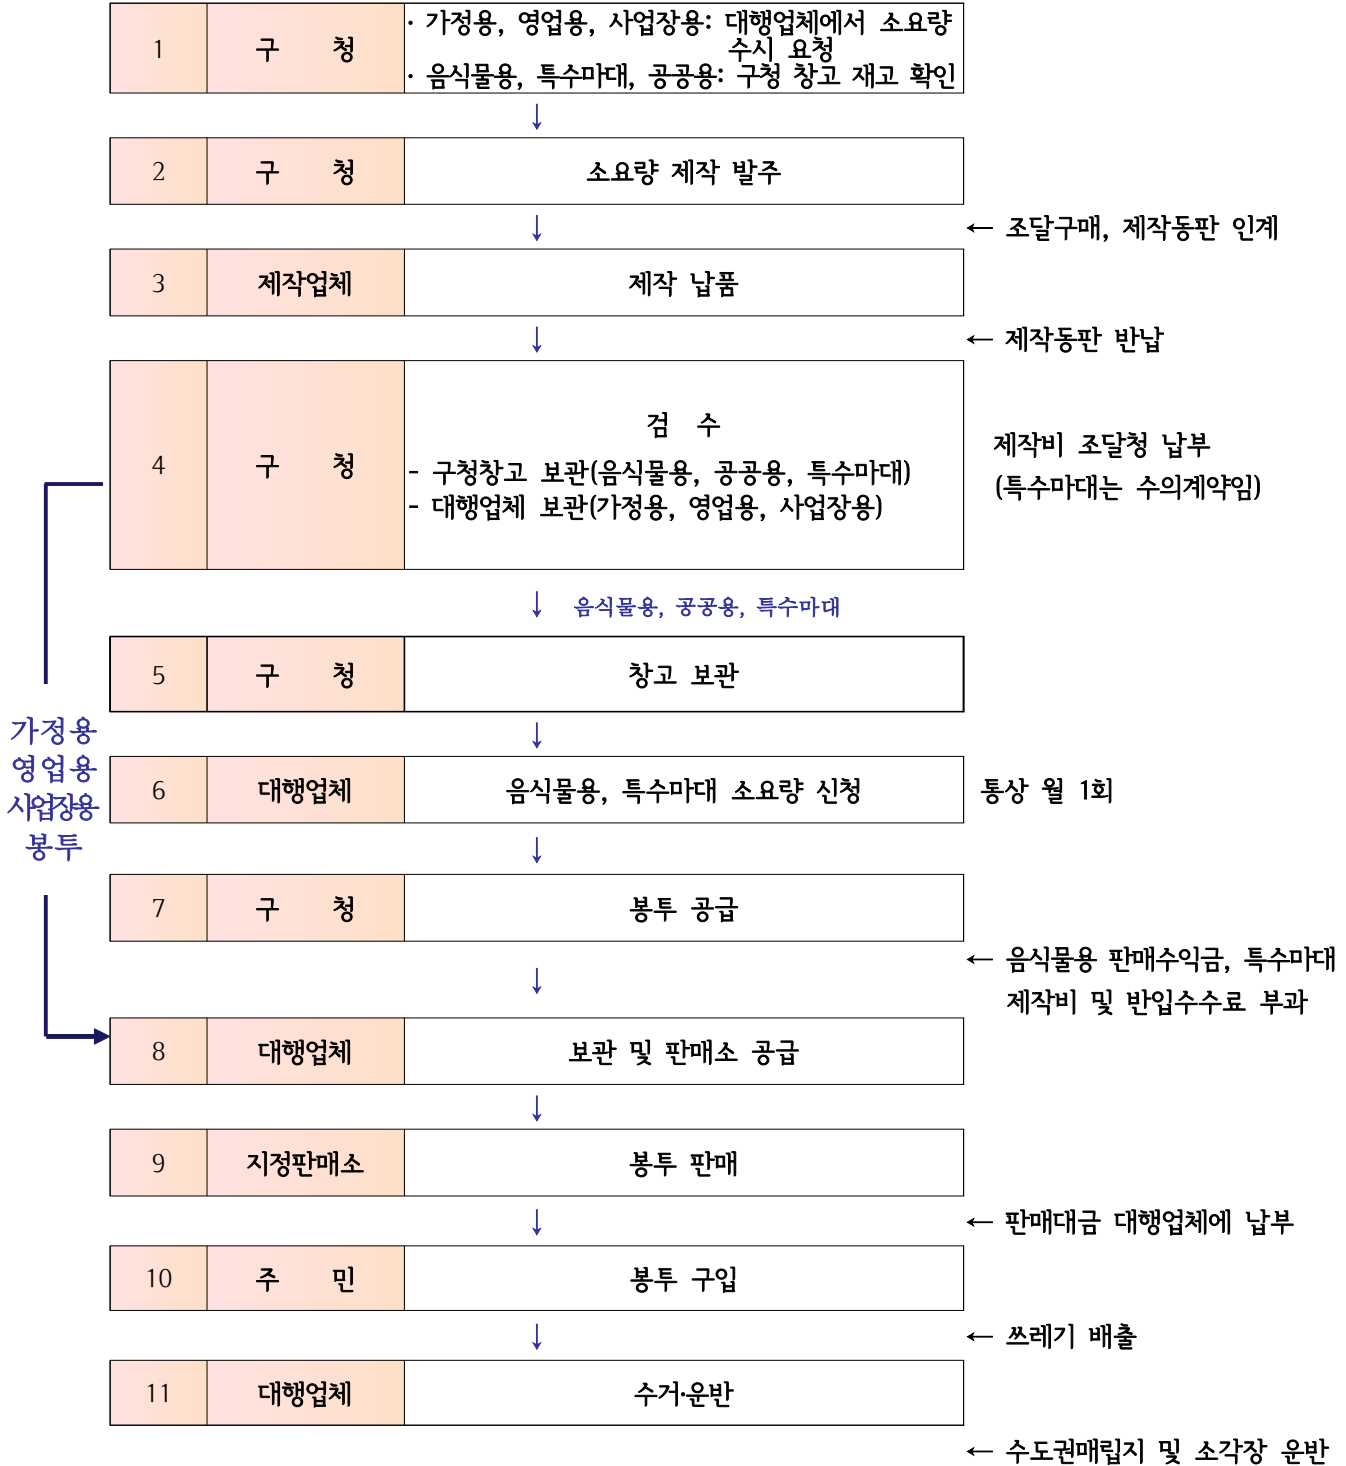 1 구 청 · 가정용, 영업용, 사업장용: 대행업체에서 소요량
수시 요청
· 음식물용, 특수마대, 공공용: 구청 창고 재고 확인
↓
2 구 청 소요량 제작 발주
↓ ← 조달구매, 제작동판 인계
3 제작업체 제작 납품
↓ ← 제작동판 반납
4 구 청 검 수
- 구청창고 보관(음식물용, 공공용, 특수마대)
- 대행업체 보관(가정용, 영업용, 사업장용)
제작비 조달청 납부
(특수마대는 수의계약임)
↓ 음식물용, 공공용, 특수마대
5 구 청 창고 보관
↓
가정용
영업용
사업장용
봉투
6 대행업체 음식물용, 특수마대 소요량 신청 통상 월 1회
↓
7 구 청 봉투 공급
↓ ← 음식물용 판매수익금, 특수마대
제작비 및 반입수수료 부과
8 대행업체 보관 및 판매소 공급
↓
9 지정판매소 봉투 판매
↓ ← 판매대금 대행업체에 납부
10 주 민 봉투 구입
↓ ← 쓰레기 배출
11 대행업체 수거·운반
← 수도권매립지 및 소각장 운반